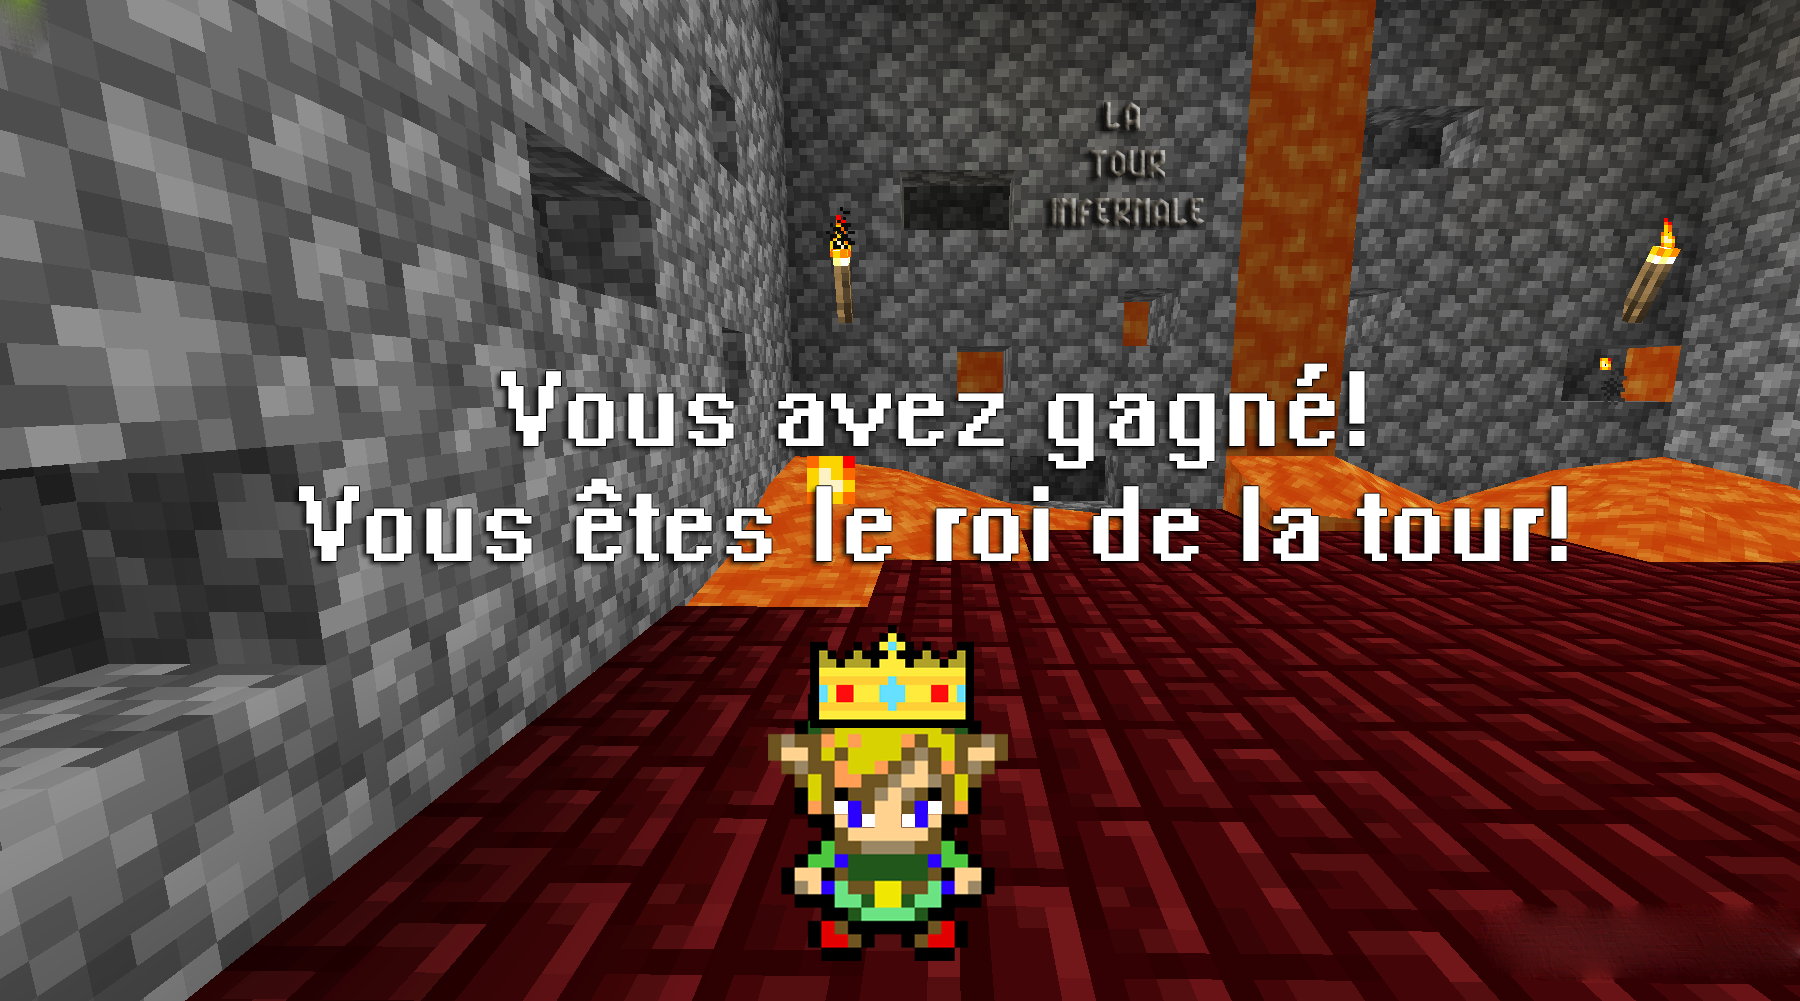 LA
TOUR
INFERNALE
Vous avez gagné!
Vous êtes le roi de la tour!